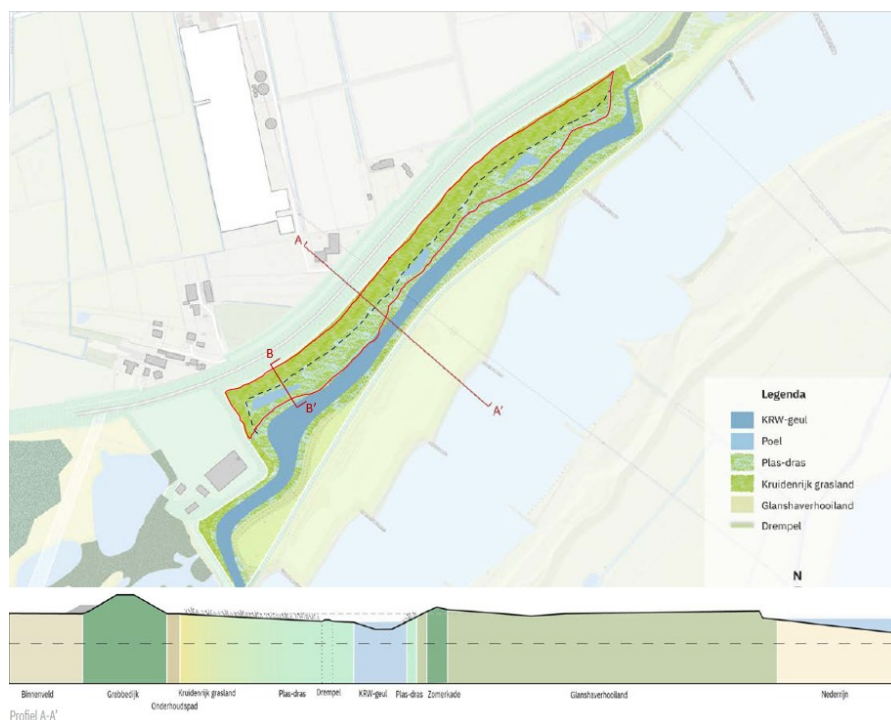 A
B
B'
A'
Legenda
KRW-geul
Poel
Plas-dras
Kruidenrijk grasland
Glanshaverhooiland
Drempel
N
Binnenveld Grebbedijk Kruidenrijk grasland Plas-dras Drempel KRW-geul Plas-dras Zomerkade Glanshaverhooiland Nederrijn
Onderhoudspad
Profiel A-A'